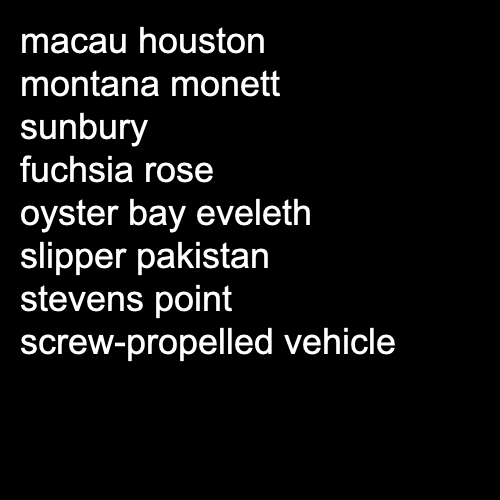 macau houston
montana monett
sunbury
fuchsia rose
oyster bay eveleth
slipper pakistan
stevens point
screw-propelled vehicle